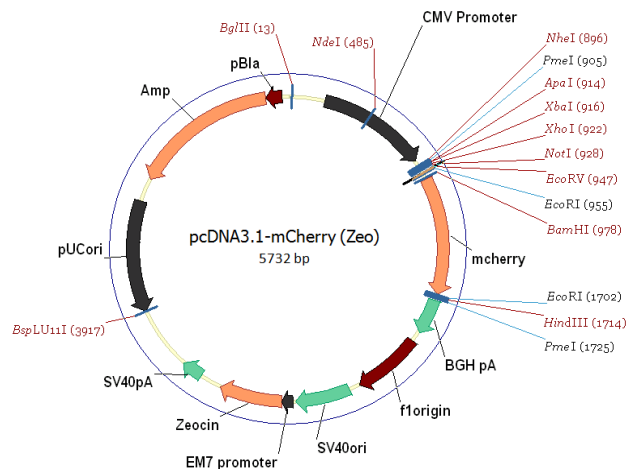 CMV Promoter
BglII (13)
NdeI (485)
NheI (896)
PmeI (905)
ApaI (914)
XbaI (916)
XhoI (922)
NotI (928)
EcoRV (947)
EcoRI (955)
BamHI (978)
pBla
Amp
pcDNA3.1-mCherry (Zeo)
5732 bp
pUCori
mcherry
EcoRI (1702)
HindIII (1714)
PmeI (1725)
BspLU11I (3917)
BGH pA
SV40pA
f1origin
Zeocin
SV40ori
EM7 promoter